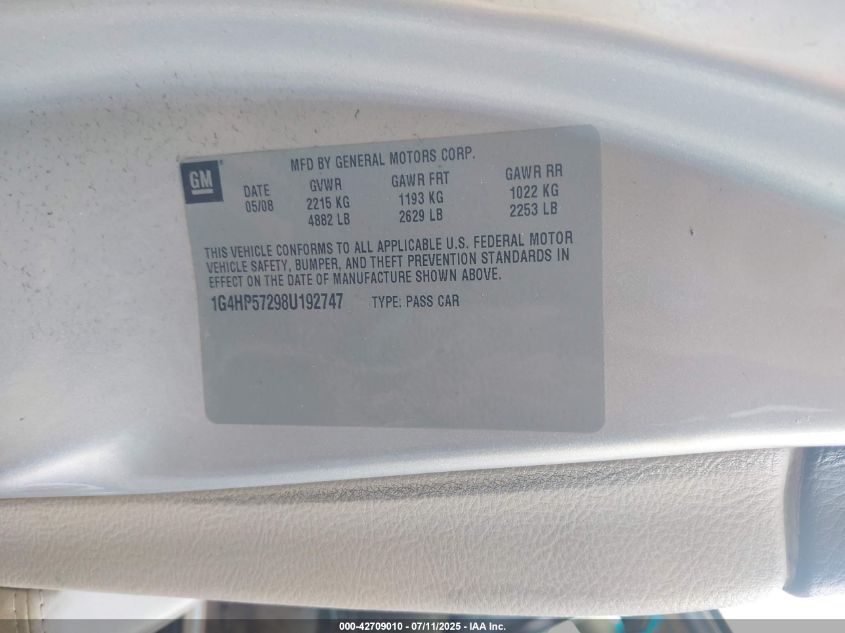 GM
MFD BY GENERAL MOTORS CORP.
DATE GVWR GAWR FRT GAWR RR
05/08 2215 KG 1193 KG 1022 KG
4882 LB 2629 LB 2253 LB
THIS VEHICLE CONFORMS TO ALL APPLICABLE U.S. FEDERAL MOTOR
VEHICLE SAFETY, BUMPER, AND THEFT PREVENTION STANDARDS IN
EFFECT ON THE DATE OF MANUFACTURE SHOWN ABOVE.
1G4HP57298U192747 TYPE: PASS CAR
000-42709010 - 07/11/2025 - IAA Inc.